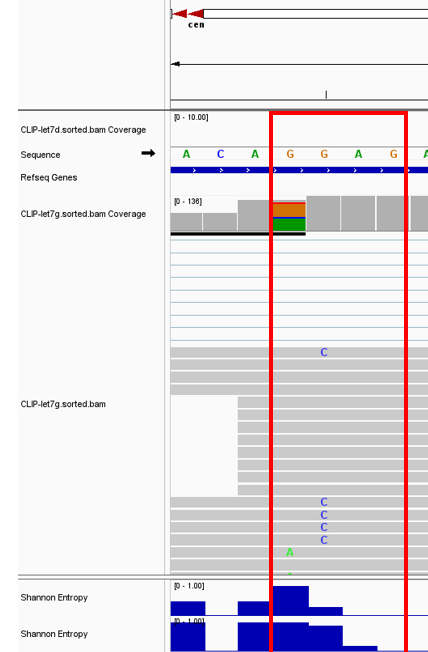 cen
[0 - 10.00]
CLIP-let7d.sorted.bam Coverage
Sequence A C A G G A G A
Refseq Genes
[0 - 136]
CLIP-let7g.sorted.bam Coverage
C
CLIP-let7g.sorted.bam
C
C
C
C
A
[0 - 1.00]
Shannon Entropy
[0 - 1.00]
Shannon Entropy